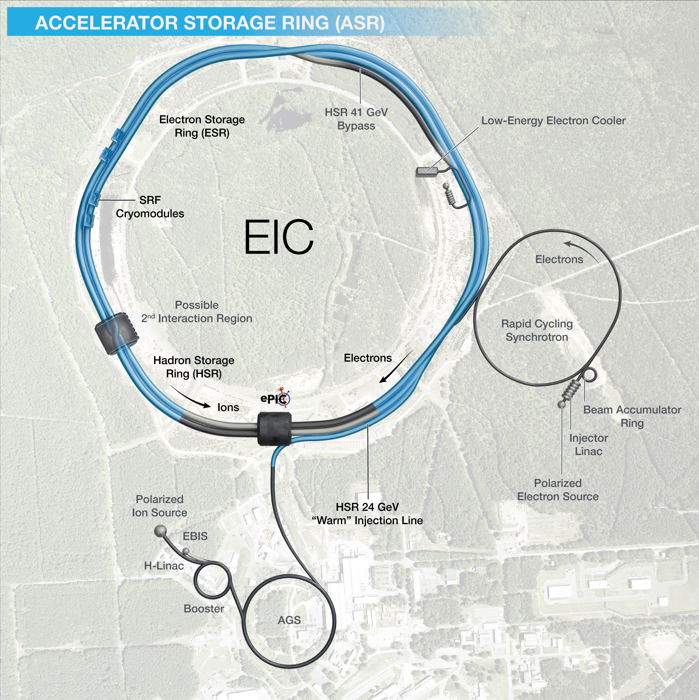 ACCELERATOR STORAGE RING (ASR)
Electron Storage
Ring (ESR)
HSR 41 GeV
Bypass
Low-Energy Electron Cooler
SRF
Cryomodules
EIC
Electrons
Possible
2nd Interaction Region
Rapid Cycling
Synchrotron
Hadron Storage
Ring (HSR)
Electrons
Ions
ePIC
Beam Accumulator
Ring
Injector
Linac
Polarized
Electron Source
HSR 24 GeV
“Warm” Injection Line
Polarized
Ion Source
EBIS
H-Linac
Booster
AGS